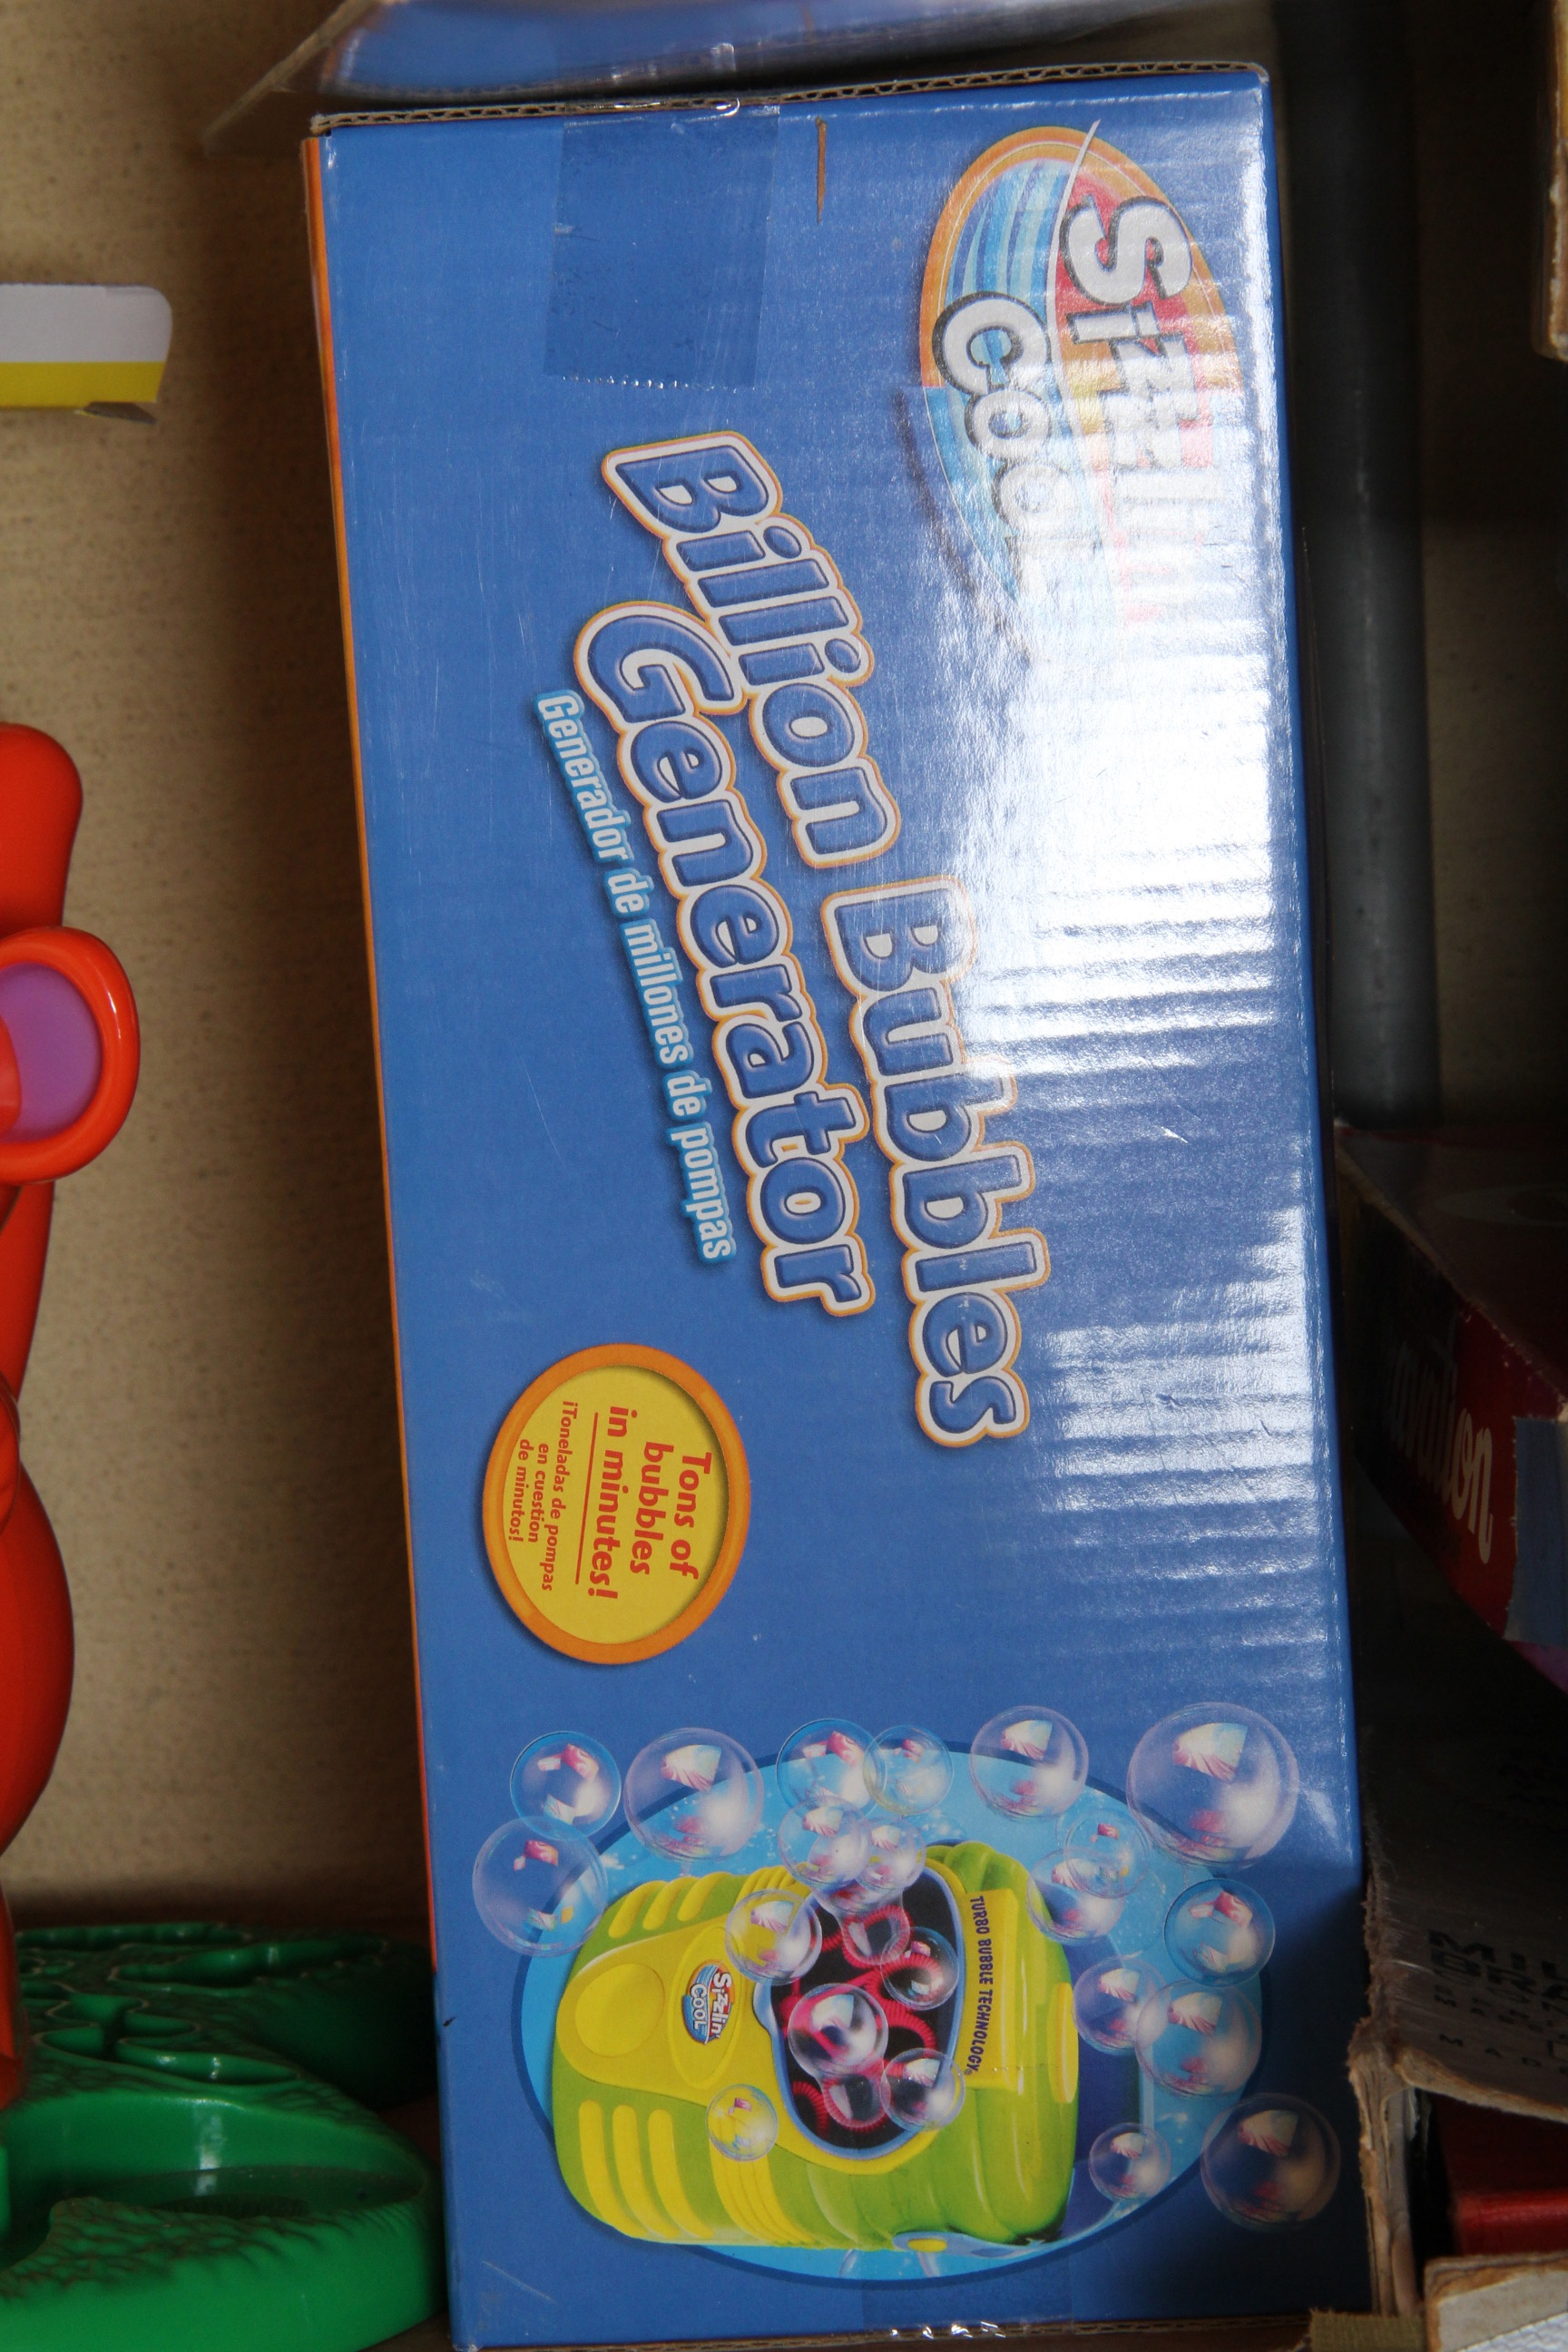 Sizzlin'
Cool
Billion Bubbles
Generator
Generador de millones de pompas
Tons of
bubbles
in minutes!
¡Toneladas de pompas
en cuestion
de minutos!
TURBO BUBBLE TECHNOLOGY
Sizzlin'
COOL